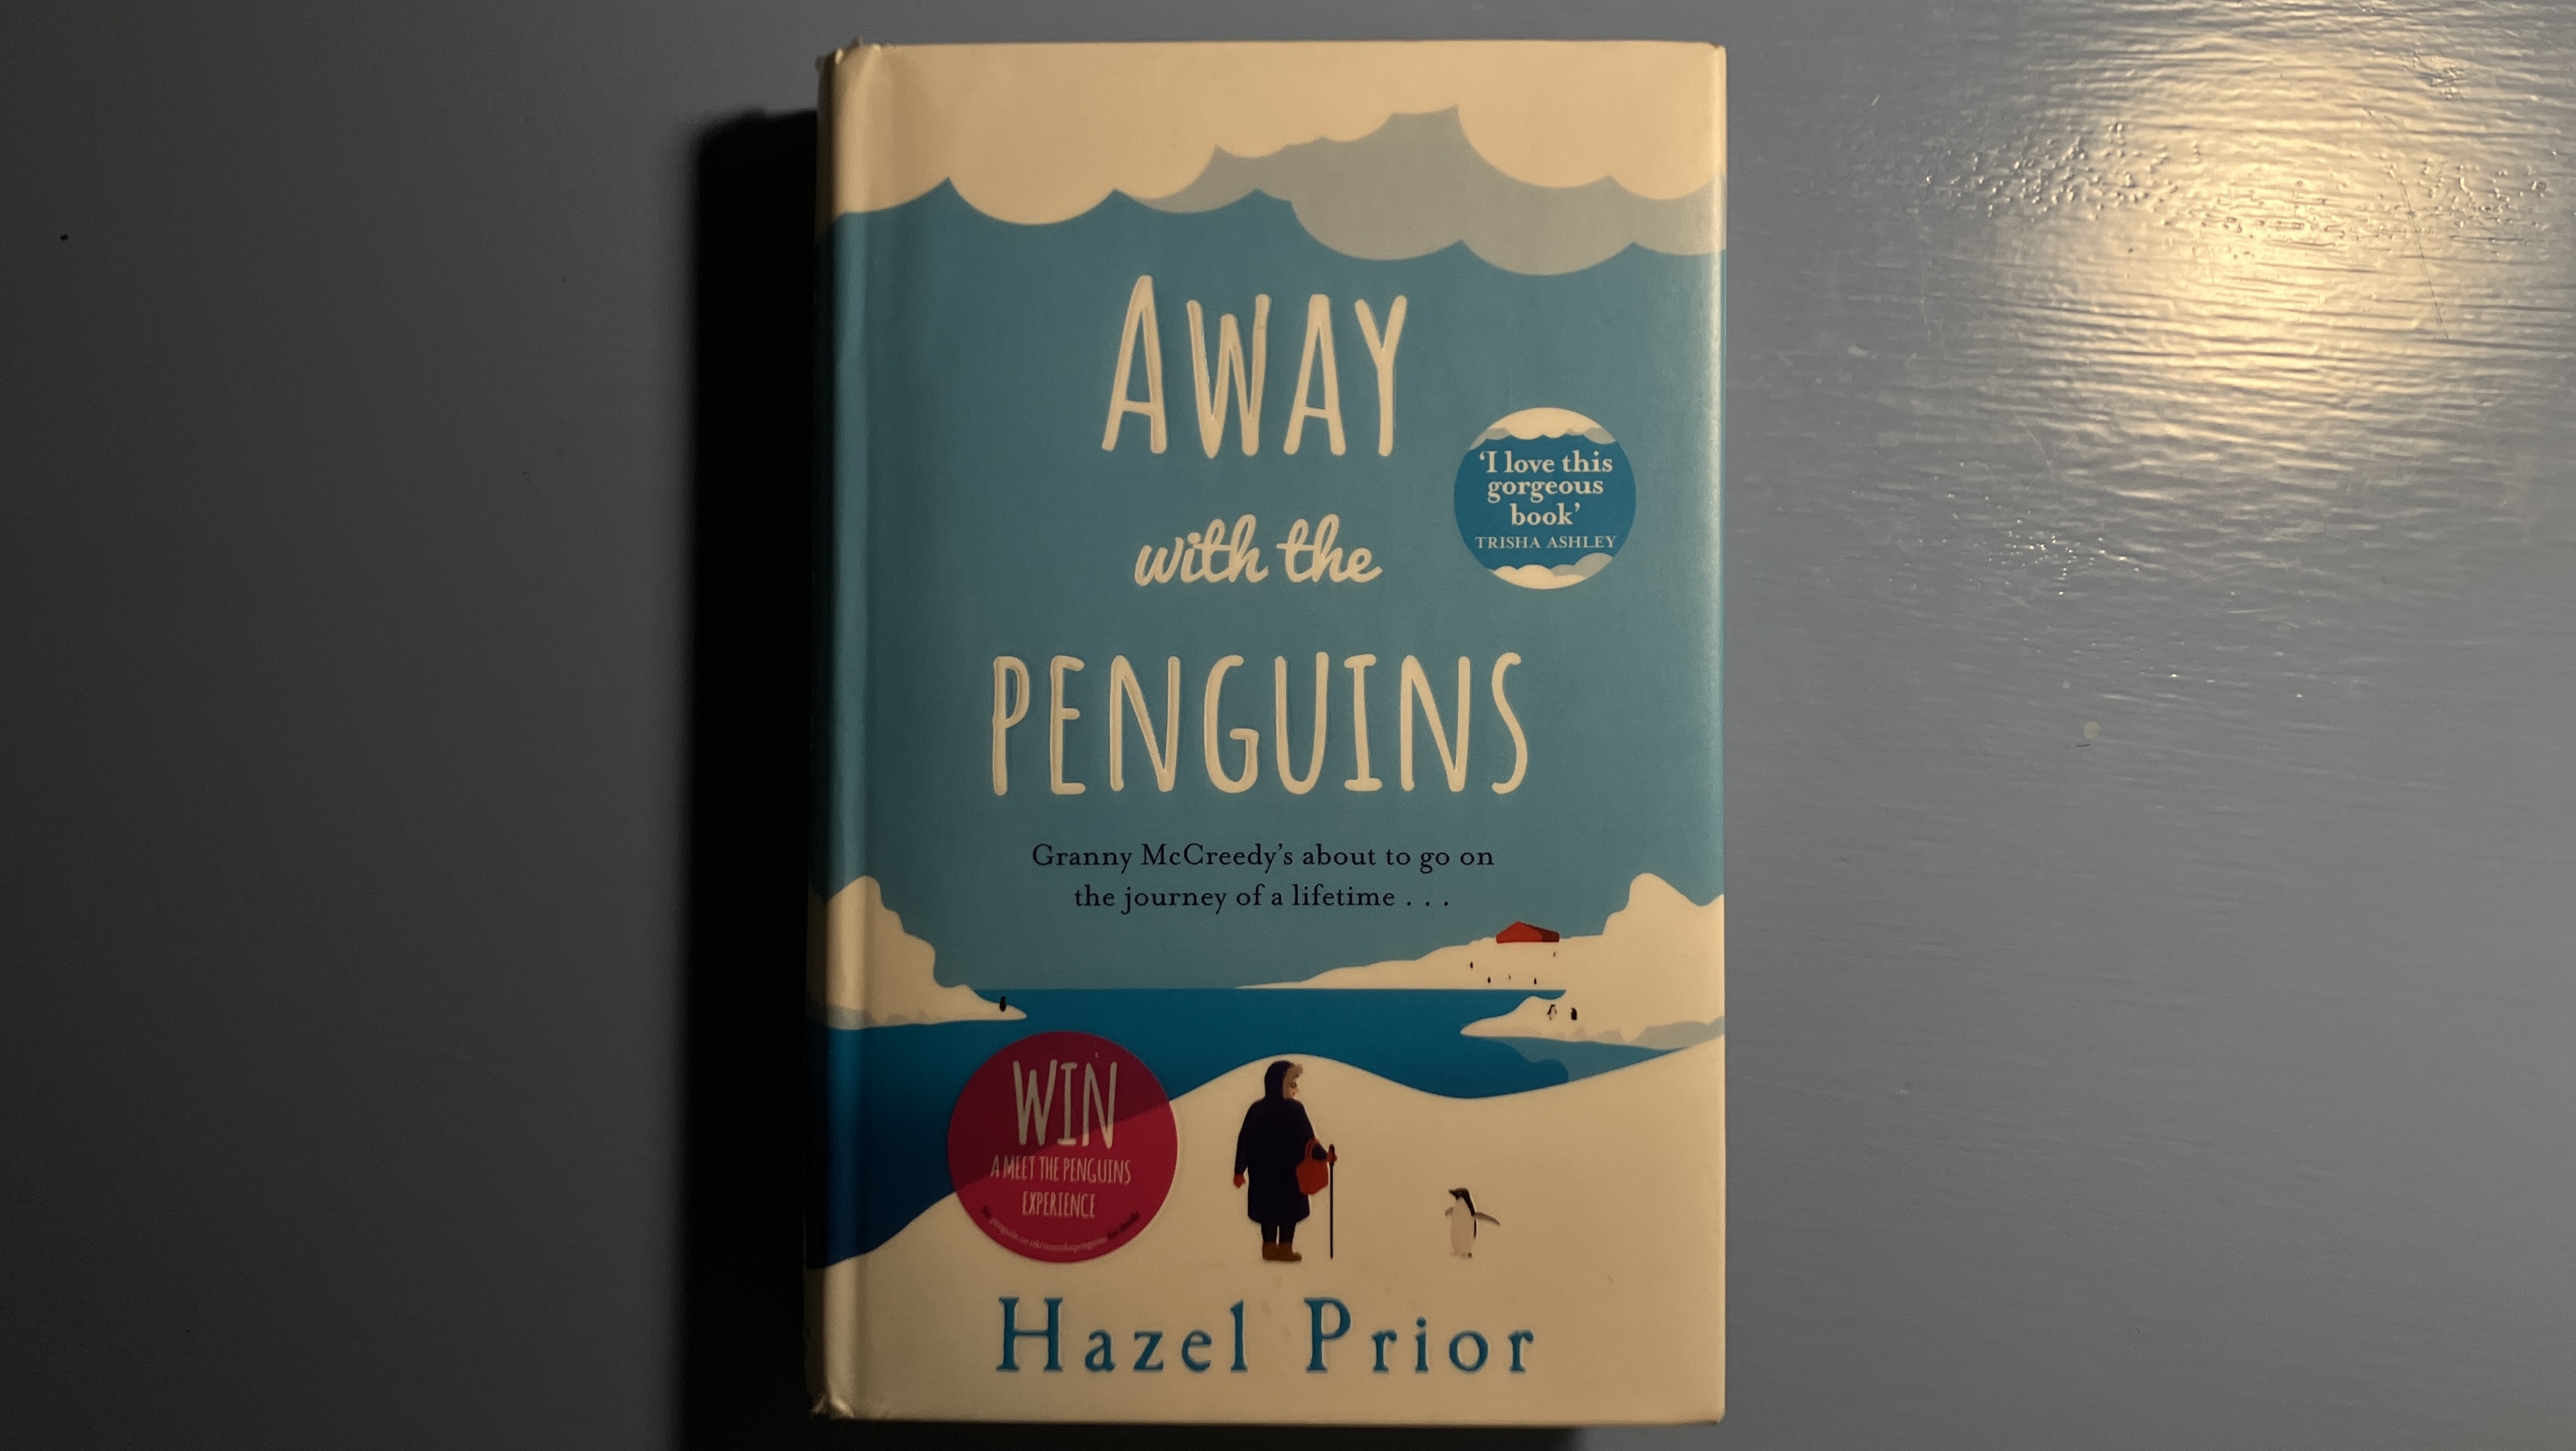 AWAY
with the
PENGUINS
'I love this
gorgeous
book'
TRISHA ASHLEY
Granny McCreedy's about to go on
the journey of a lifetime . . .
WIN
A MEET THE PENGUINS
EXPERIENCE
Hazel Prior